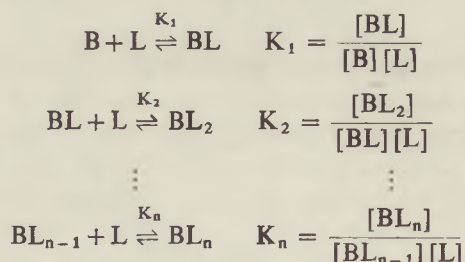 B + L ⇌ BL K₁ K₁ = [BL] / [B] [L]
BL + L ⇌ BL₂ K₂ K₂ = [BL₂] / [BL] [L]
⋮ ⋮
BLₙ₋₁ + L ⇌ BLₙ Kₙ Kₙ = [BLₙ] / [BLₙ₋₁] [L]